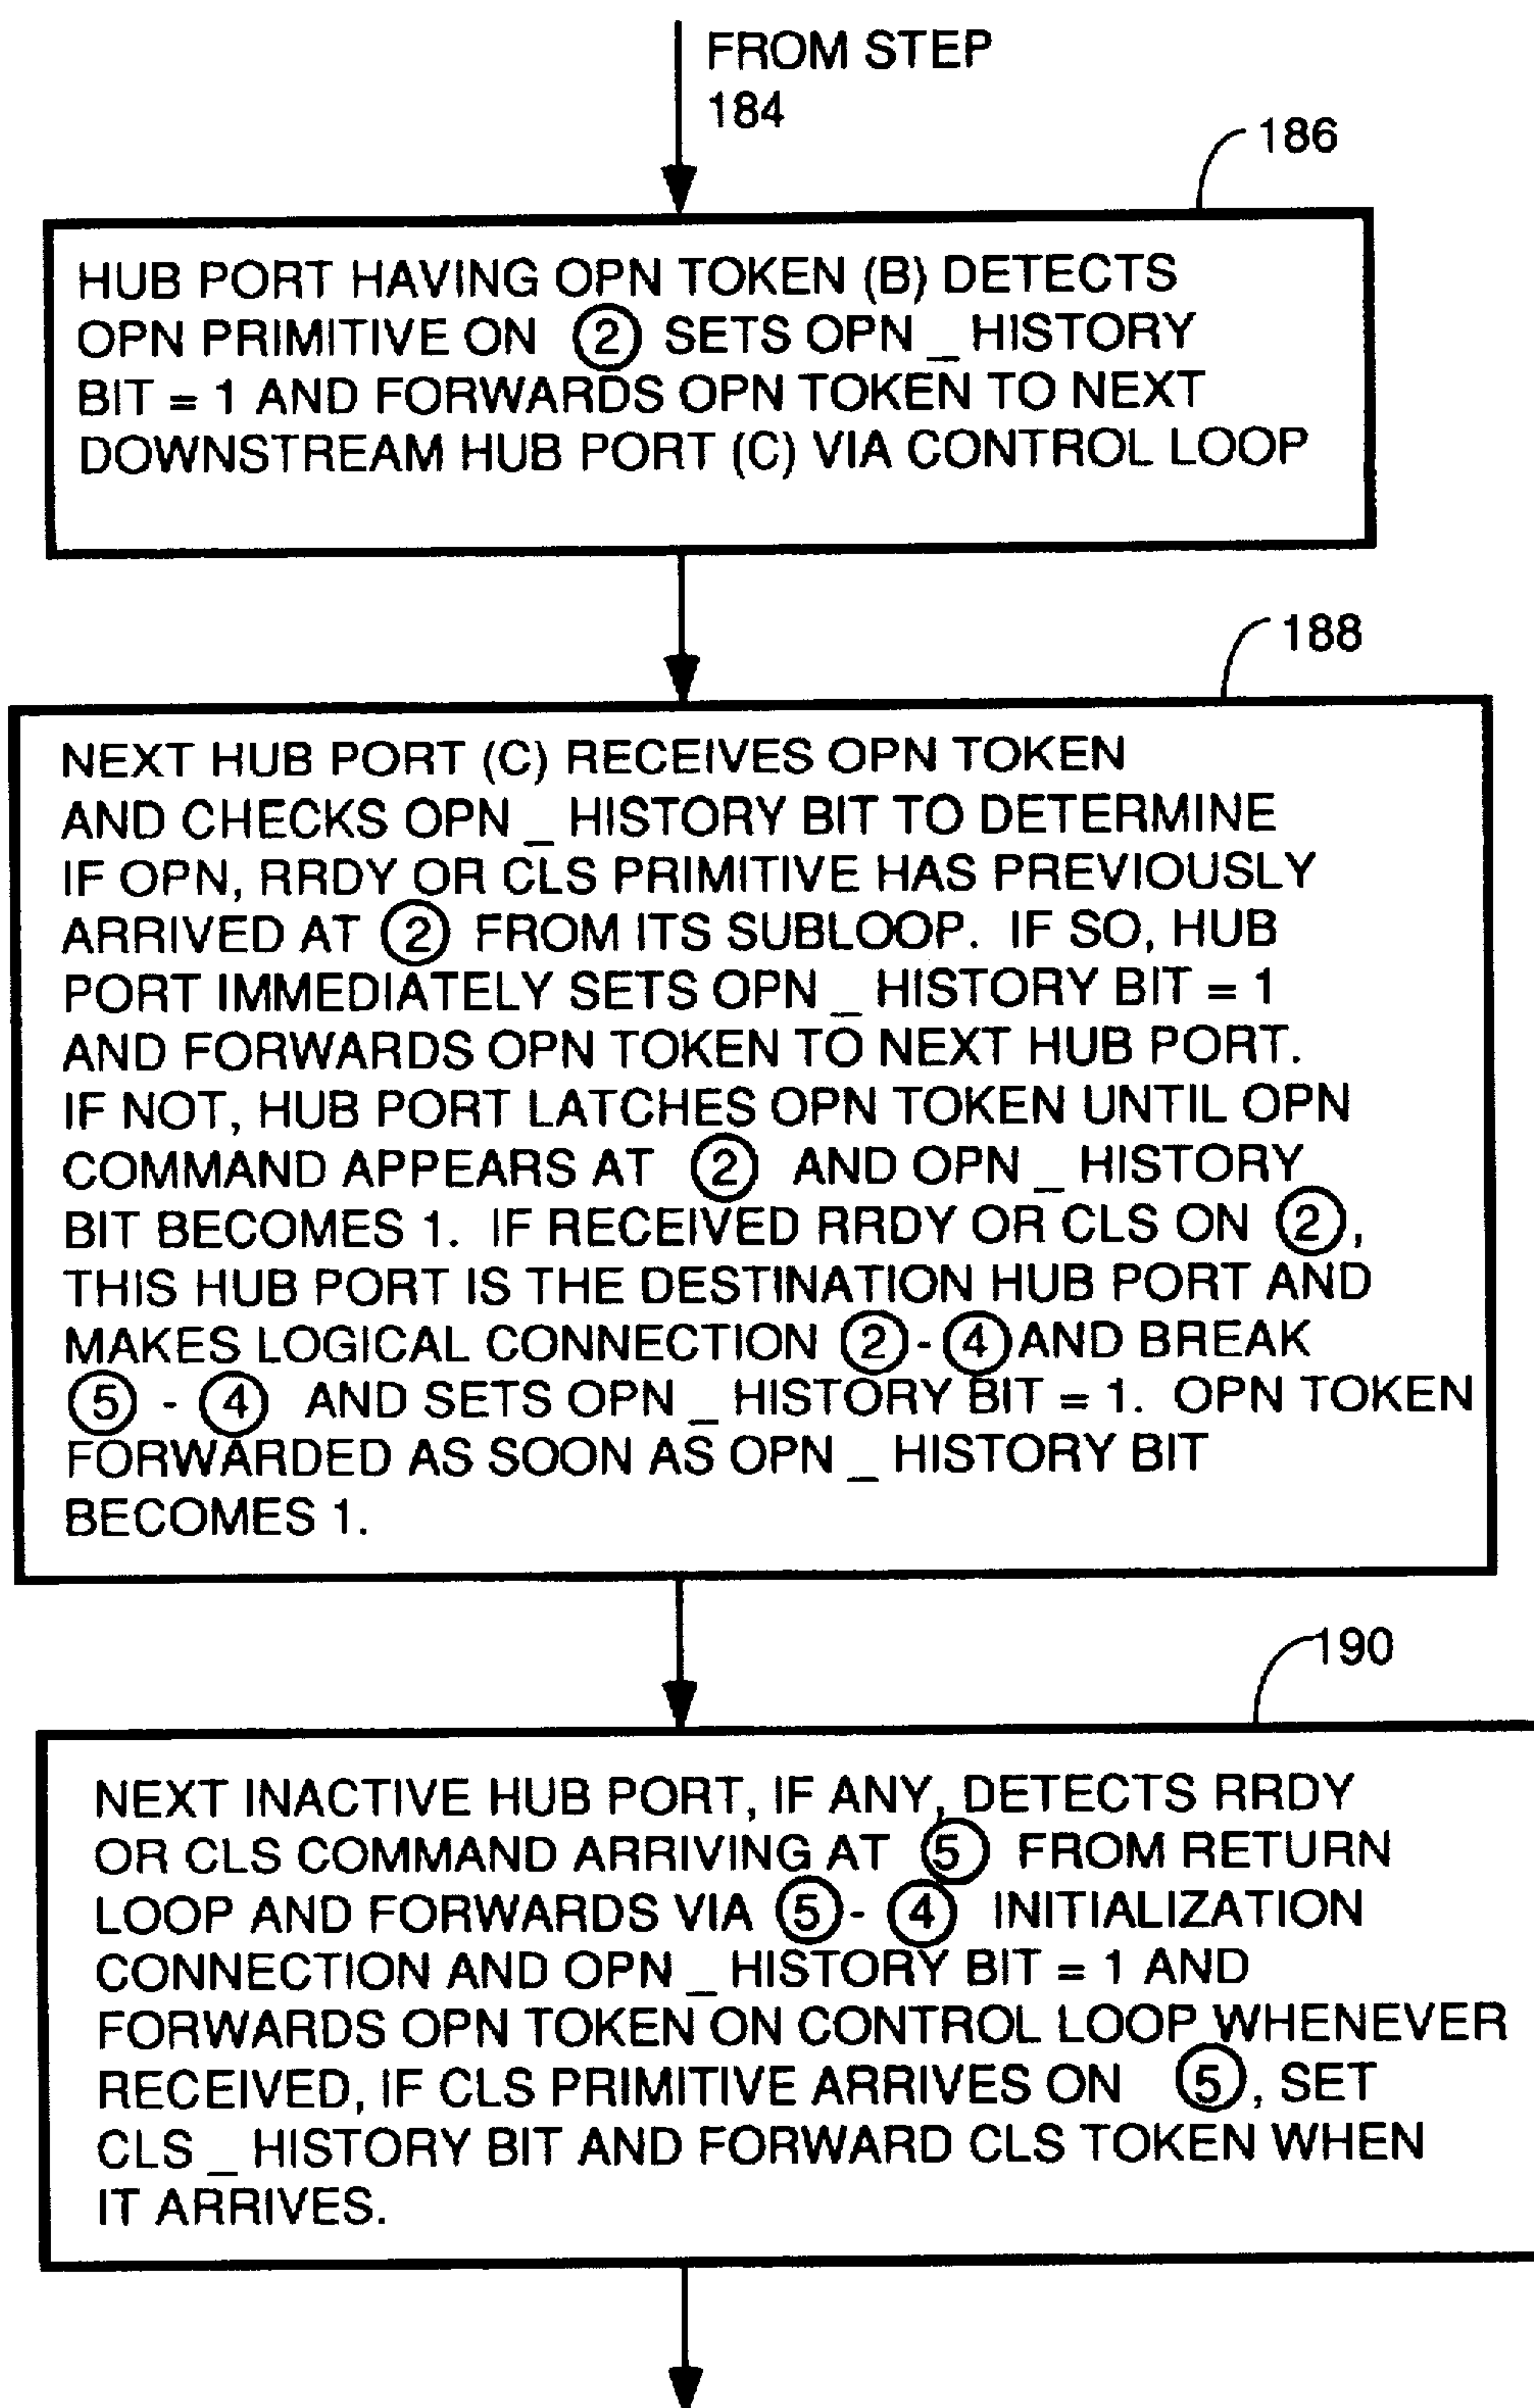 FROM STEP
184
186
HUB PORT HAVING OPN TOKEN (B) DETECTS
OPN PRIMITIVE ON ② SETS OPN _ HISTORY
BIT = 1 AND FORWARDS OPN TOKEN TO NEXT
DOWNSTREAM HUB PORT (C) VIA CONTROL LOOP
188
NEXT HUB PORT (C) RECEIVES OPN TOKEN
AND CHECKS OPN _ HISTORY BIT TO DETERMINE
IF OPN, RRDY OR CLS PRIMITIVE HAS PREVIOUSLY
ARRIVED AT ② FROM ITS SUBLOOP. IF SO, HUB
PORT IMMEDIATELY SETS OPN _ HISTORY BIT = 1
AND FORWARDS OPN TOKEN TO NEXT HUB PORT.
IF NOT, HUB PORT LATCHES OPN TOKEN UNTIL OPN
COMMAND APPEARS AT ② AND OPN _ HISTORY
BIT BECOMES 1. IF RECEIVED RRDY OR CLS ON ②,
THIS HUB PORT IS THE DESTINATION HUB PORT AND
MAKES LOGICAL CONNECTION ② - ④ AND BREAK
⑤ - ④ AND SETS OPN _ HISTORY BIT = 1. OPN TOKEN
FORWARDED AS SOON AS OPN _ HISTORY BIT
BECOMES 1.
190
NEXT INACTIVE HUB PORT, IF ANY, DETECTS RRDY
OR CLS COMMAND ARRIVING AT ⑤ FROM RETURN
LOOP AND FORWARDS VIA ⑤ - ④ INITIALIZATION
CONNECTION AND OPN _ HISTORY BIT = 1 AND
FORWARDS OPN TOKEN ON CONTROL LOOP WHENEVER
RECEIVED, IF CLS PRIMITIVE ARRIVES ON ⑤, SET
CLS _ HISTORY BIT AND FORWARD CLS TOKEN WHEN
IT ARRIVES.